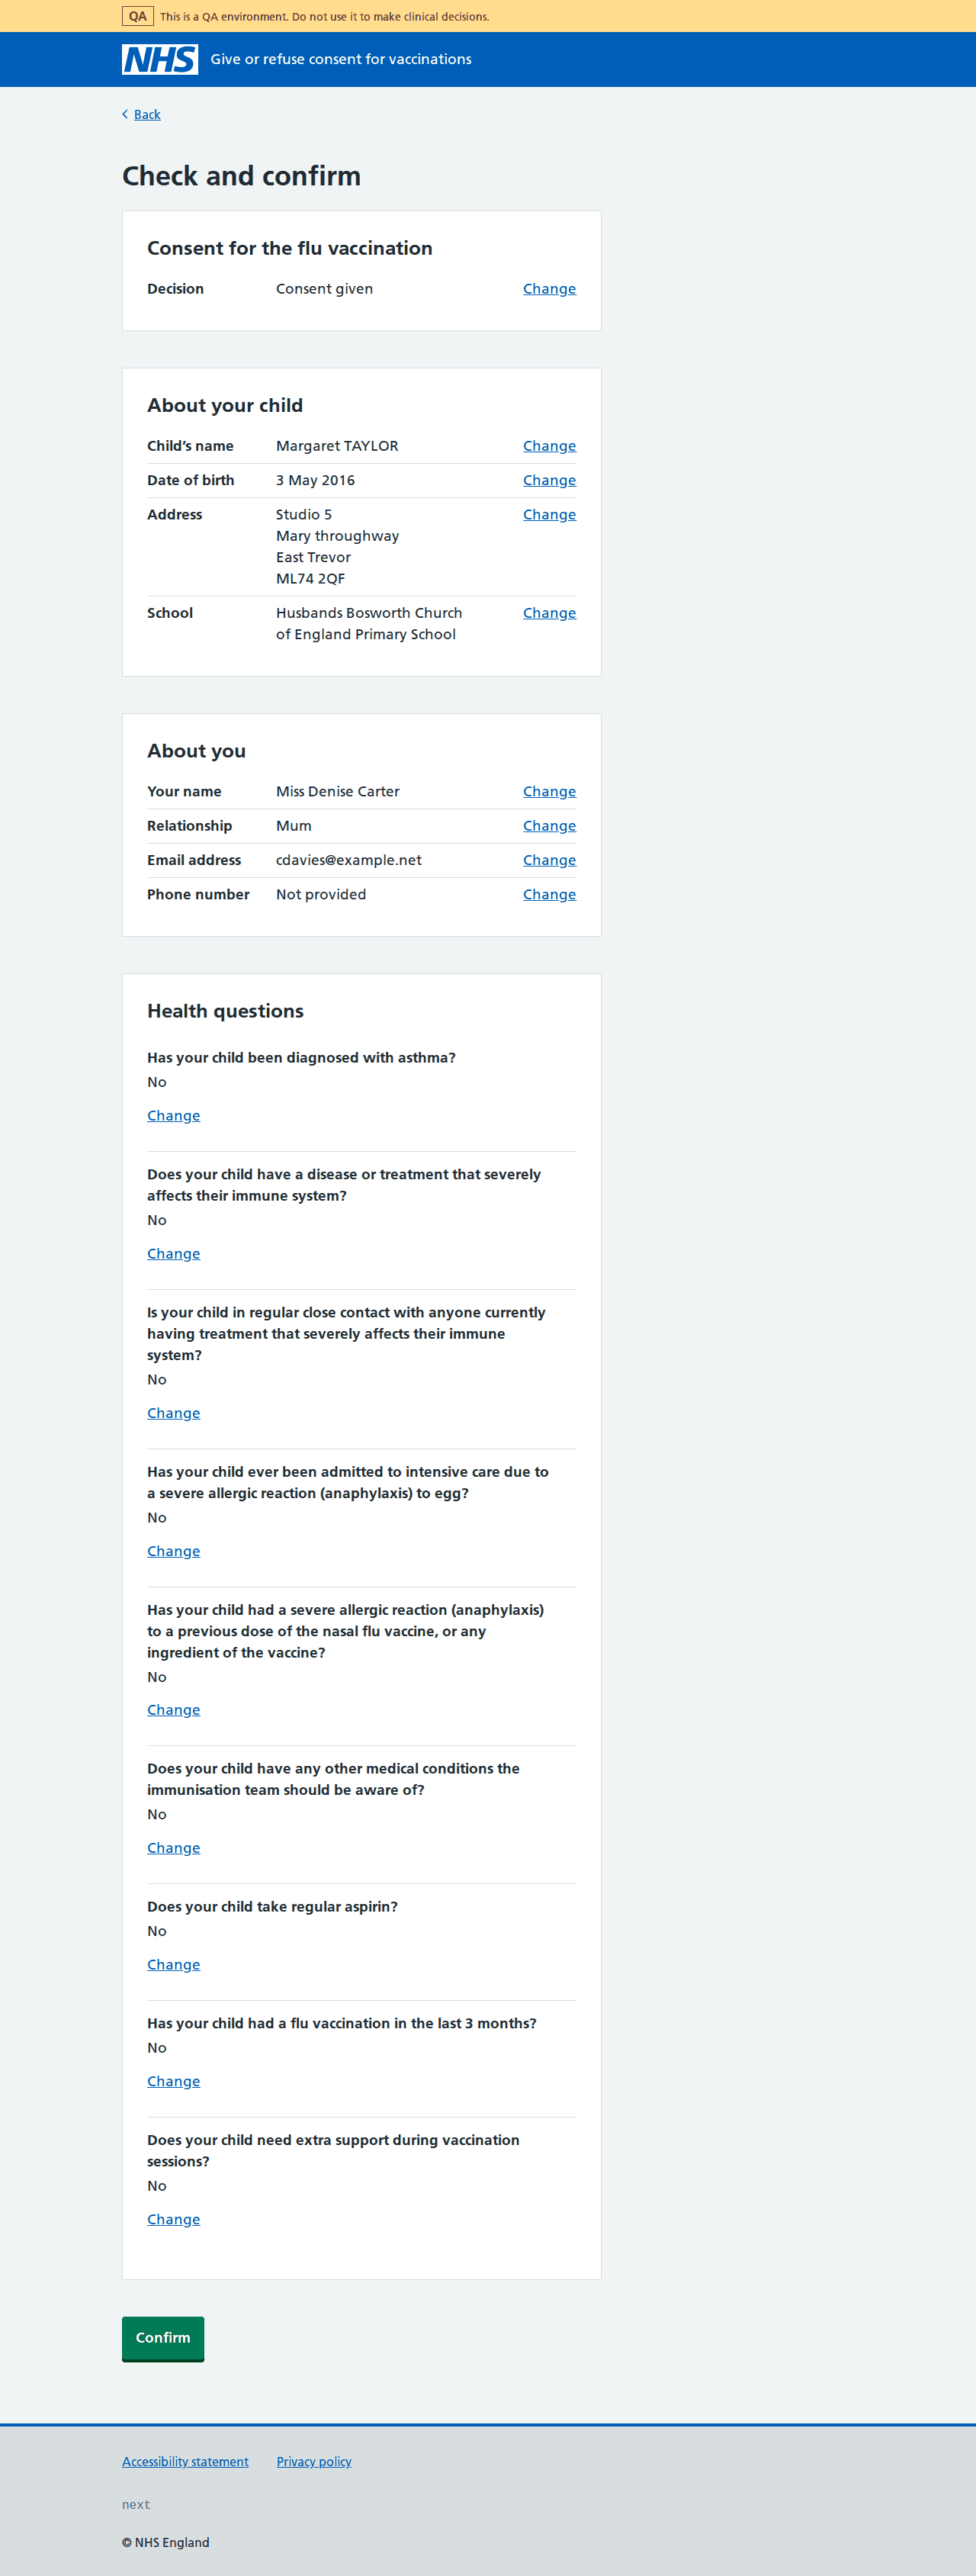 QA This is a QA environment. Do not use it to make clinical decisions.
NHS Give or refuse consent for vaccinations
Back
Check and confirm
Consent for the flu vaccination
Decision Consent given Change
About your child
Child’s name Margaret TAYLOR Change
Date of birth 3 May 2016 Change
Address Studio 5 Change
Mary throughway
East Trevor
ML74 2QF
School Husbands Bosworth Church Change
of England Primary School
About you
Your name Miss Denise Carter Change
Relationship Mum Change
Email address cdavies@example.net Change
Phone number Not provided Change
Health questions
Has your child been diagnosed with asthma?
No
Change
Does your child have a disease or treatment that severely
affects their immune system?
No
Change
Is your child in regular close contact with anyone currently
having treatment that severely affects their immune
system?
No
Change
Has your child ever been admitted to intensive care due to
a severe allergic reaction (anaphylaxis) to egg?
No
Change
Has your child had a severe allergic reaction (anaphylaxis)
to a previous dose of the nasal flu vaccine, or any
ingredient of the vaccine?
No
Change
Does your child have any other medical conditions the
immunisation team should be aware of?
No
Change
Does your child take regular aspirin?
No
Change
Has your child had a flu vaccination in the last 3 months?
No
Change
Does your child need extra support during vaccination
sessions?
No
Change
Confirm
Accessibility statement Privacy policy
next
© NHS England